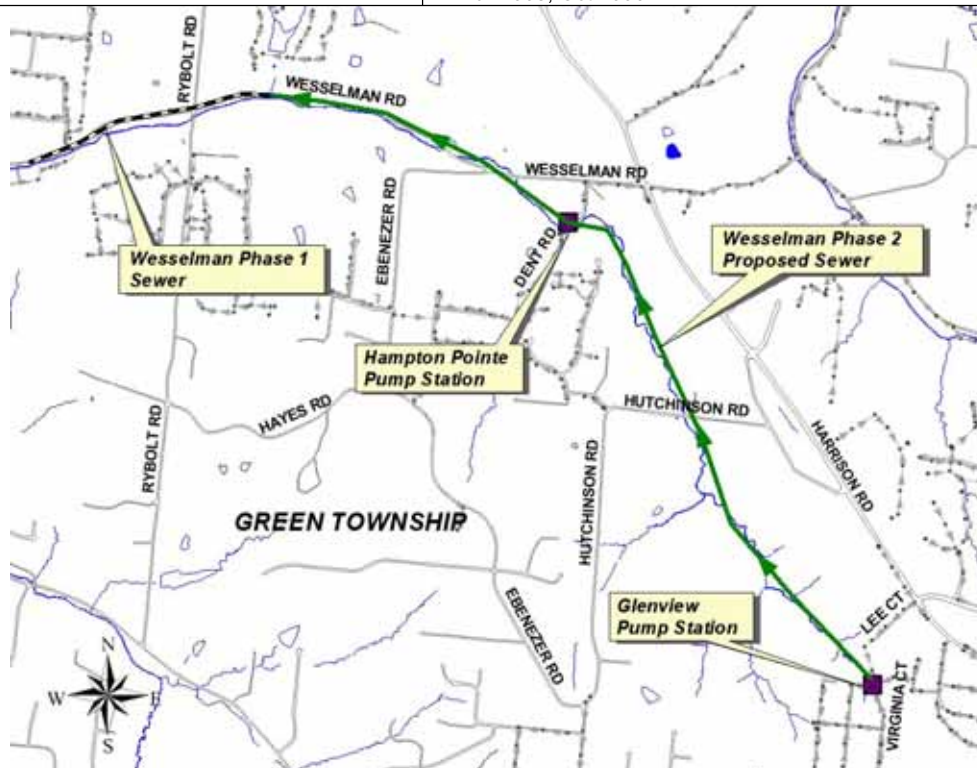 RYBOLT RD
WESSELMAN RD
WESSELMAN RD
EBENEZER RD
DENT RD
Wesselman Phase 1
Sewer
Wesselman Phase 2
Proposed Sewer
Hampton Pointe
Pump Station
HAYES RD
HUTCHINSON RD
RYBOLT RD
HARRISON RD
HUTCHINSON RD
GREEN TOWNSHIP
EBENEZER RD
Glenview
Pump Station
LEE CT
VIRGINIA CT
N
W E
S